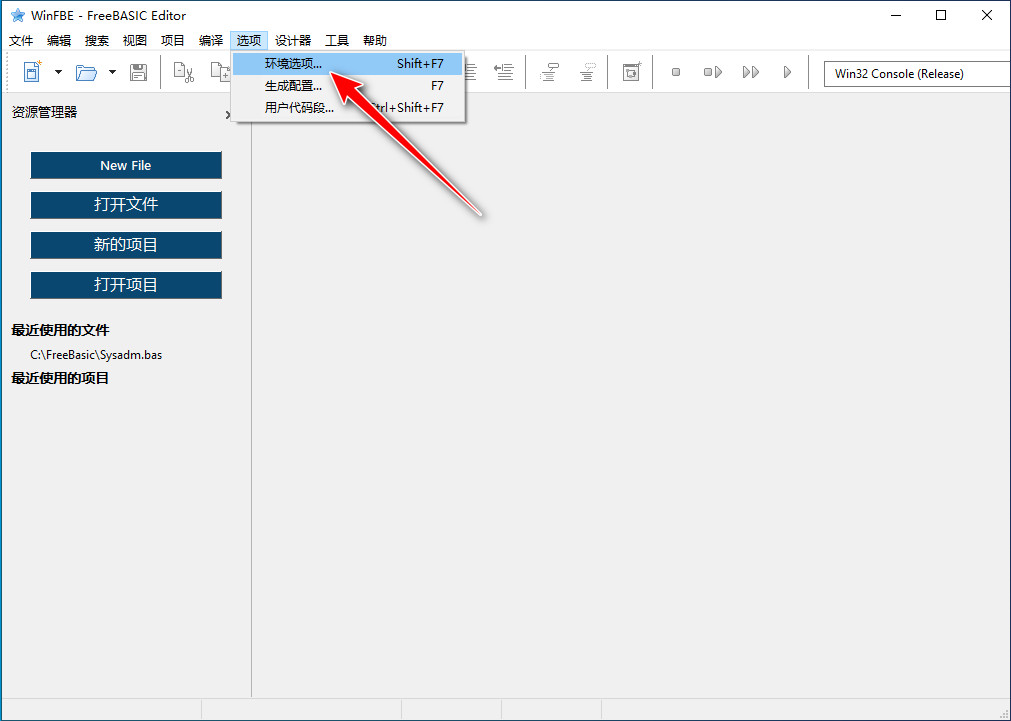 WinFBE - FreeBASIC Editor
文件 编辑 搜索 视图 项目 编译 选项 设计器 工具 帮助
环境选项... Shift+F7
生成配置... F7
用户代码段... Ctrl+Shift+F7
Win32 Console (Release)
资源管理器
New File
打开文件
新的项目
打开项目
最近使用的文件
C:\FreeBasic\Sysadm.bas
最近使用的项目